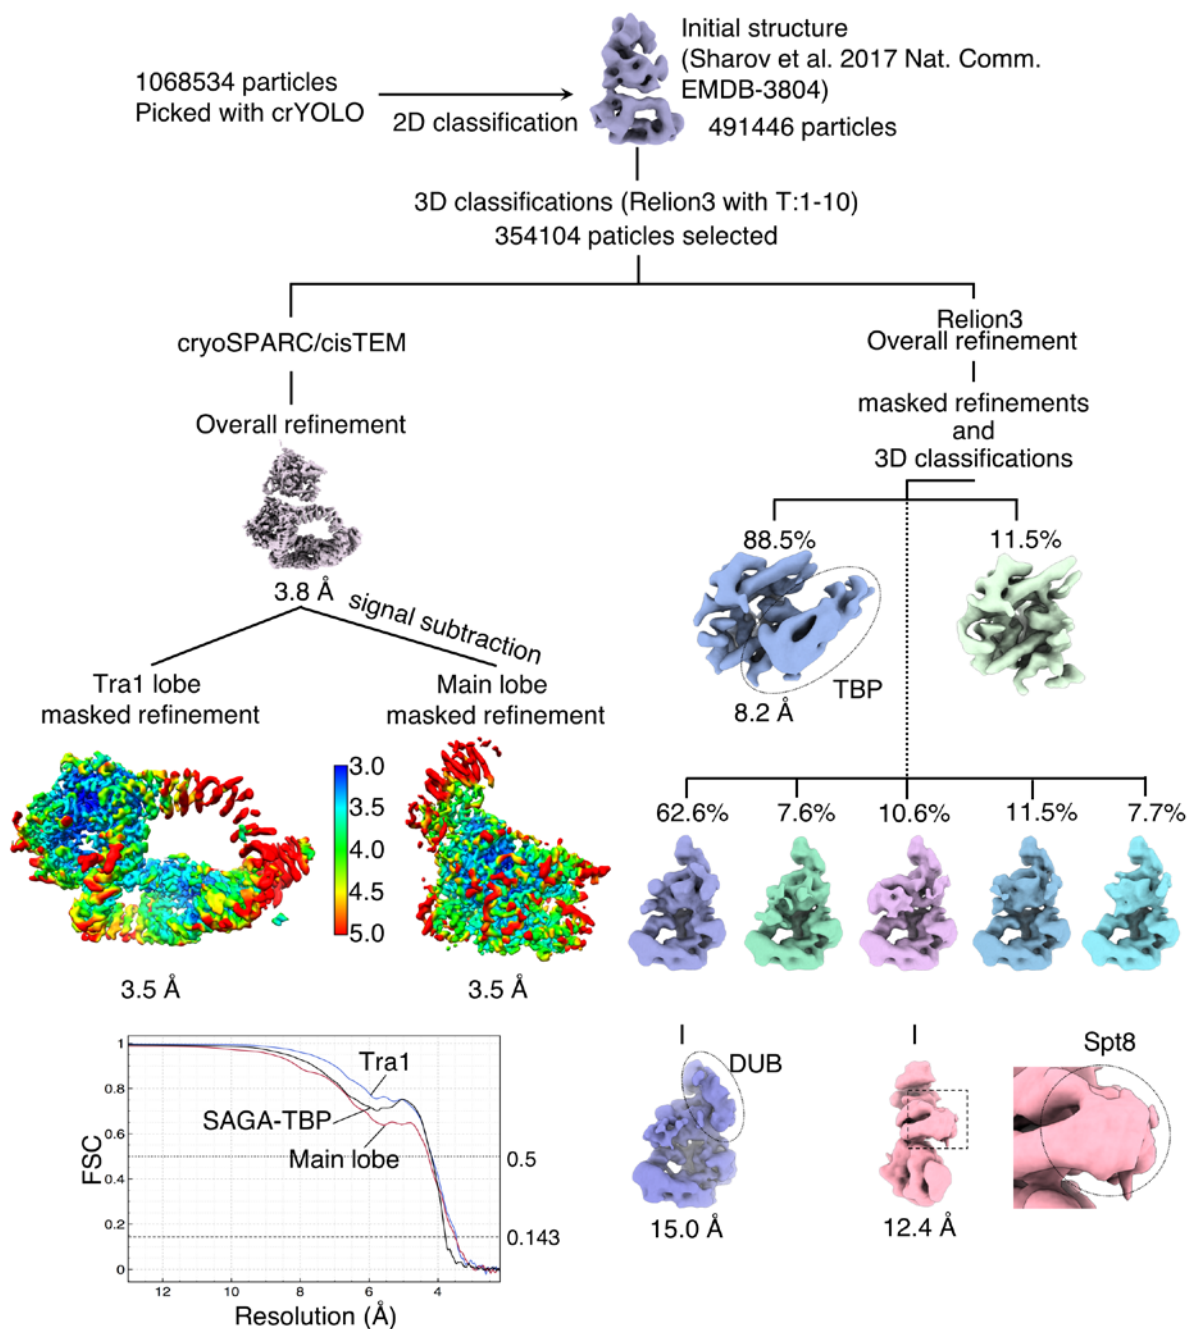 1068534 particles
Picked with crYOLO
2D classification
Initial structure
(Sharov et al. 2017 Nat. Comm.
EMDB-3804)
491446 particles
3D classifications (Relion3 with T:1-10)
354104 paticles selected
cryoSPARC/cisTEM
Overall refinement
3.8 Å
signal subtraction
Tra1 lobe
masked refinement
Main lobe
masked refinement
3.0
3.5
4.0
4.5
5.0
3.5 Å
3.5 Å
Relion3
Overall refinement
masked refinements
and
3D classifications
88.5%
11.5%
TBP
8.2 Å
62.6%
7.6%
10.6%
11.5%
7.7%
DUB
15.0 Å
12.4 Å
Spt8
FSC
1
0.8
0.6
0.4
0.2
0
Tra1
SAGA-TBP
Main lobe
0.5
0.143
12
10
8
6
4
Resolution (Å)